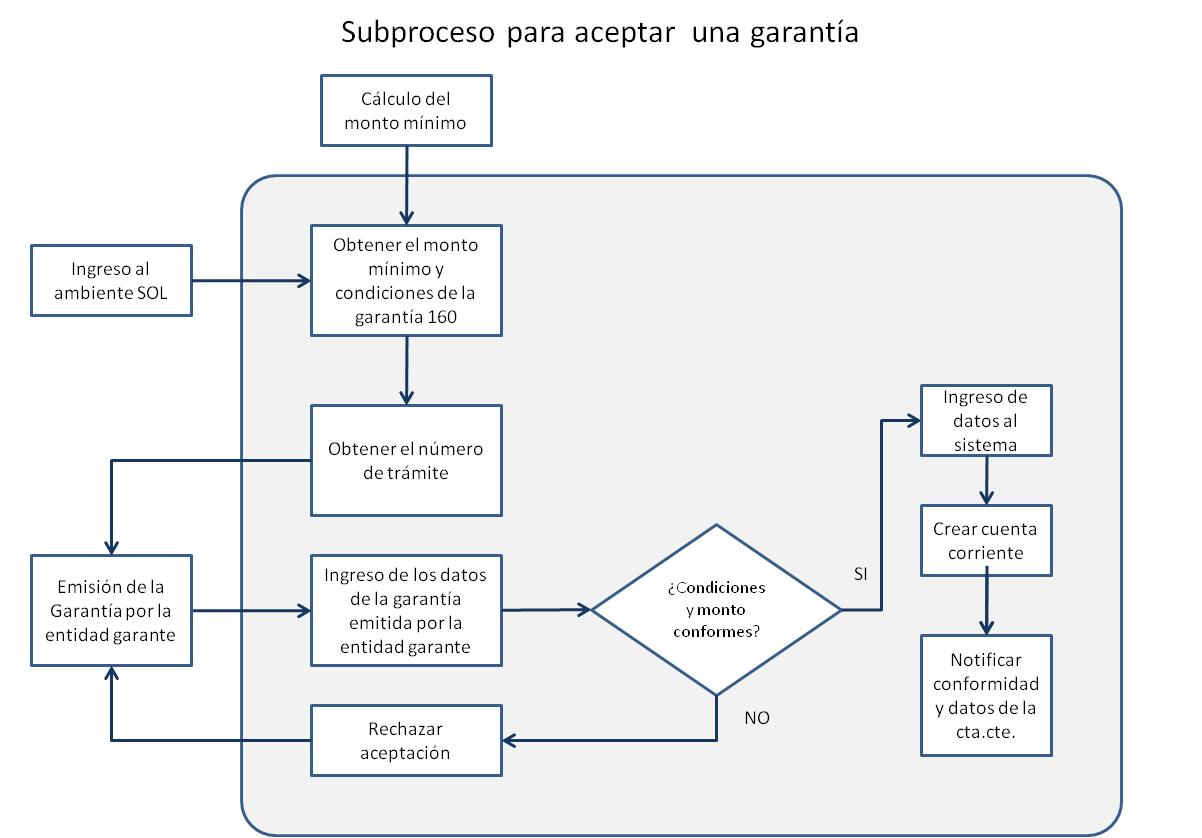 Subproceso para aceptar una garantía
Cálculo del
monto mínimo
Ingreso al
ambiente SOL
Obtener el monto
mínimo y
condiciones de la
garantía 160
Obtener el número
de trámite
Emisión de la
Garantía por la
entidad garante
Ingreso de los datos
de la garantía
emitida por la
entidad garante
¿Condiciones
y monto
conformes?
SI
NO
Rechazar
aceptación
Ingreso de
datos al
sistema
Crear cuenta
corriente
Notificar
conformidad
y datos de la
cta.cte.